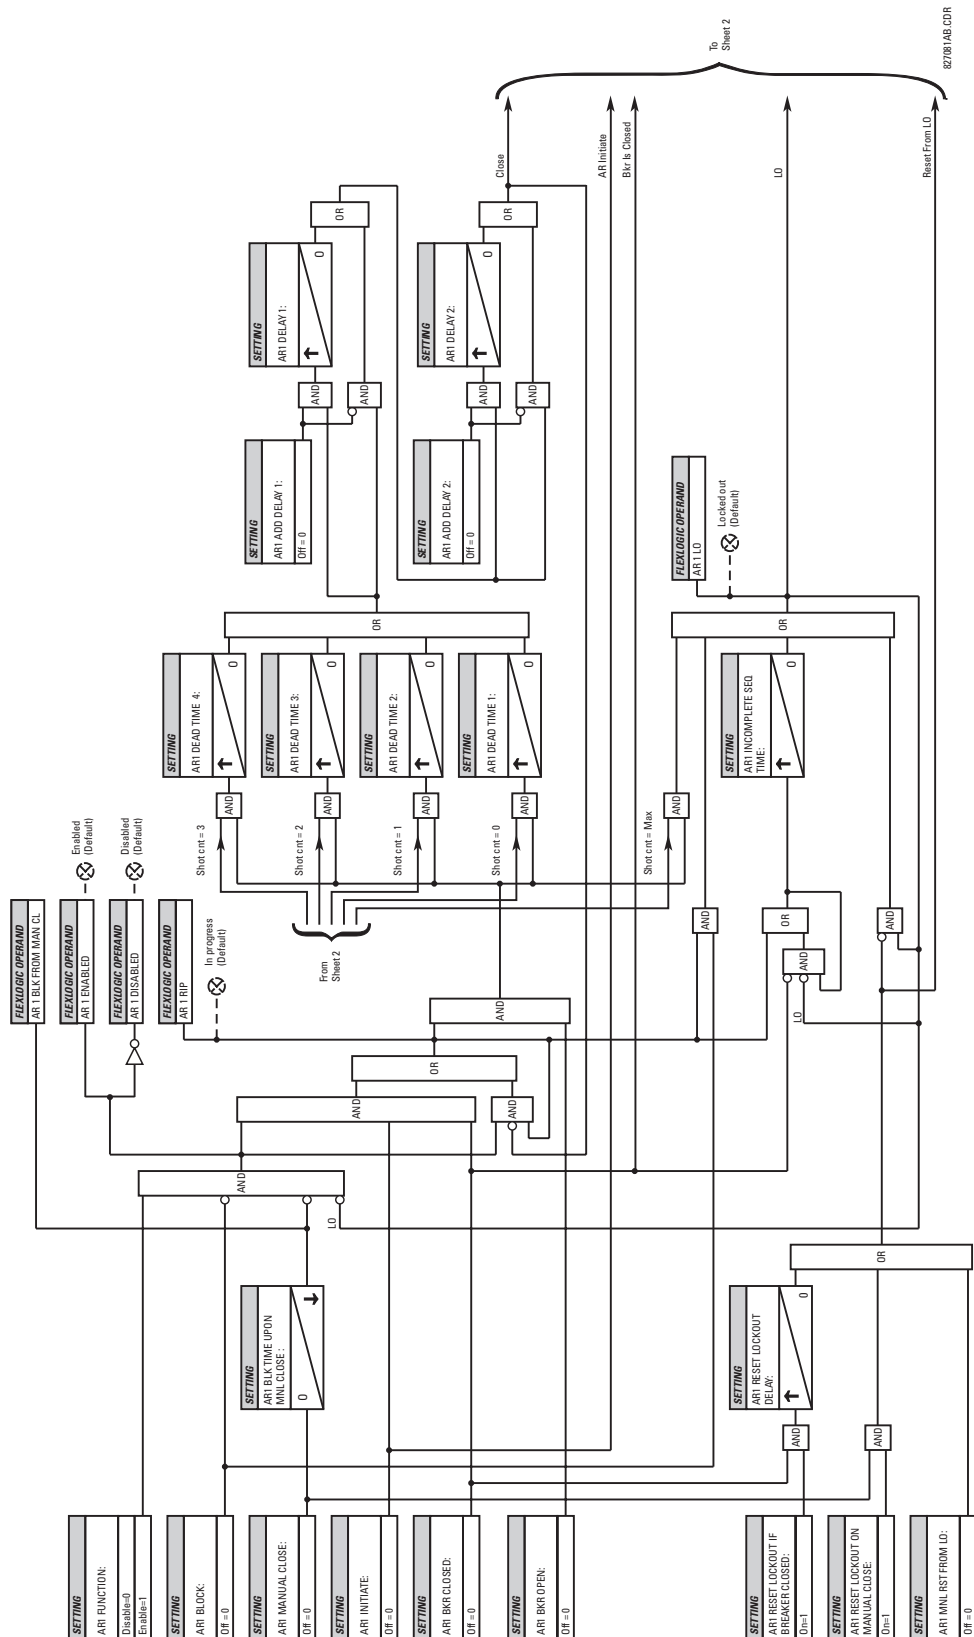 SETTING
AR1 FUNCTION:
Disable=0
Enable=1
SETTING
AR1 BLOCK:
Off = 0
SETTING
AR1 MANUAL CLOSE:
Off = 0
SETTING
AR1 INITIATE:
Off = 0
SETTING
AR1 BKR CLOSED:
Off = 0
SETTING
AR1 BKR OPEN:
Off = 0
SETTING
AR1 RESET LOCKOUT IF
BREAKER CLOSED:
On=1
SETTING
AR1 RESET LOCKOUT ON
MANUAL CLOSE:
On=1
SETTING
AR1 MNL RST FROM LO:
Off = 0
SETTING
AR1 BLK TIME UPON
MNL CLOSE :
0
AND
AND
SETTING
AR1 RESET LOCKOUT
DELAY:
0
OR
AND
LO
AND
AND
OR
AND
FLEXLOGIC OPERAND
AR 1 BLK FROM MAN CL
FLEXLOGIC OPERAND
AR 1 ENABLED
Enabled
(Default)
FLEXLOGIC OPERAND
AR 1 DISABLED
Disabled
(Default)
FLEXLOGIC OPERAND
AR 1 RIP
In progress
(Default)
From
Sheet 2
Shot cnt = 3
Shot cnt = 2
Shot cnt = 1
Shot cnt = 0
Shot cnt = Max
AND
AND
AND
AND
AND
AND
LO
AND
OR
AND
SETTING
AR1 DEAD TIME 4:
0
SETTING
AR1 DEAD TIME 3:
0
SETTING
AR1 DEAD TIME 2:
0
SETTING
AR1 DEAD TIME 1:
0
SETTING
AR1 INCOMPLETE SEQ
TIME:
0
OR
OR
FLEXLOGIC OPERAND
AR 1 LO
Locked out
(Default)
SETTING
AR1 ADD DELAY 1:
Off = 0
SETTING
AR1 ADD DELAY 2:
Off = 0
AND
AND
AND
AND
SETTING
AR1 DELAY 1:
0
SETTING
AR1 DELAY 2:
0
OR
OR
Close
AR Initiate
Bkr Is Closed
LO
Reset From LO
To
Sheet 2
827081AB.CDR